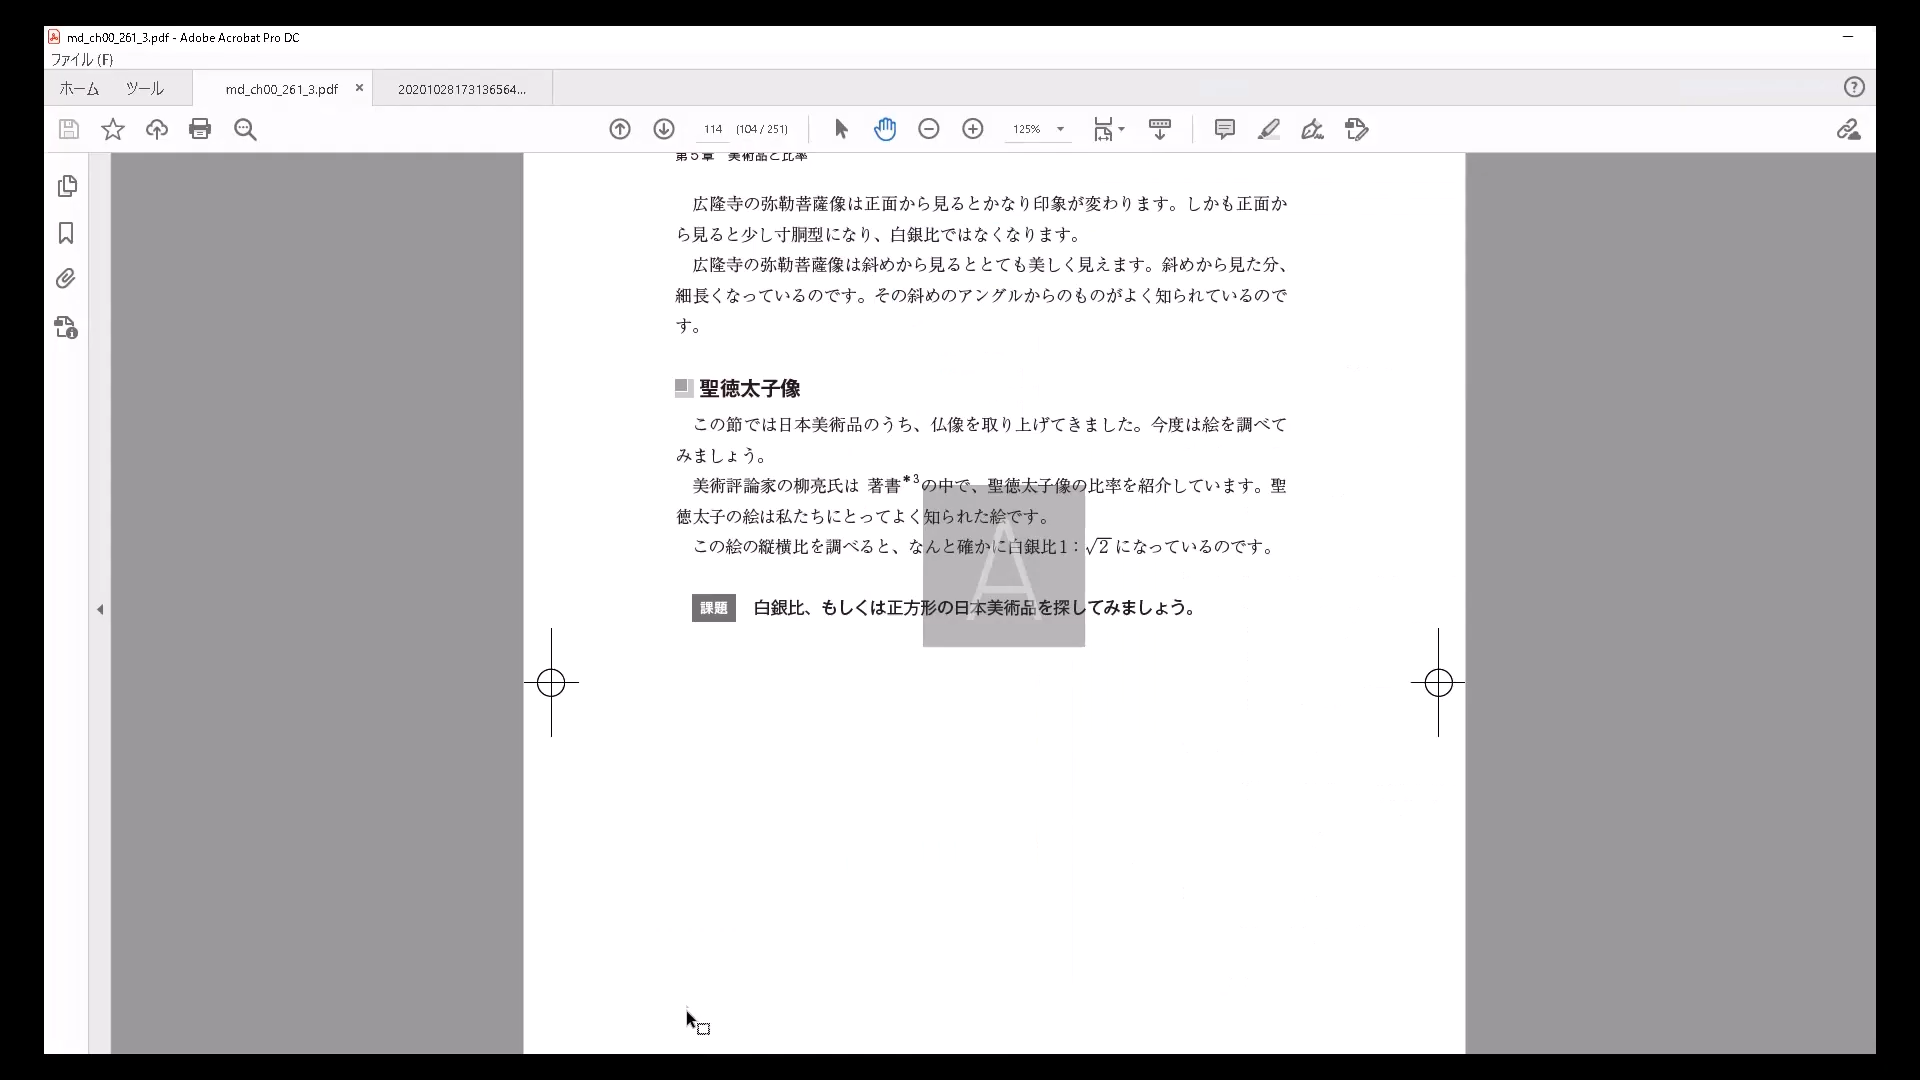 md_ch00_261_3.pdf - Adobe Acrobat Pro DC
ファイル(F)
ホーム ツール md_ch00_261_3.pdf × 20201028173136564...
114 (104 / 251) 125%
第5章 美術品と比率
広隆寺の弥勒菩薩像は正面から見るとかなり印象が変わります。しかも正面か
ら見ると少し寸胴型になり、白銀比ではなくなります。
広隆寺の弥勒菩薩像は斜めから見るととても美しく見えます。斜めから見た分、
細長くなっているのです。その斜めのアングルからのものがよく知られているので
す。
聖徳太子像
この節では日本美術品のうち、仏像を取り上げてきました。今度は絵を調べて
みましょう。
美術評論家の柳亮氏は 著書*3の中で、聖徳太子像の比率を紹介しています。聖
徳太子の絵は私たちにとってよく知られた絵です。
この絵の縦横比を調べると、なんと確かに白銀比1:√2になっているのです。
A
課題 白銀比、もしくは正方形の日本美術品を探してみましょう。